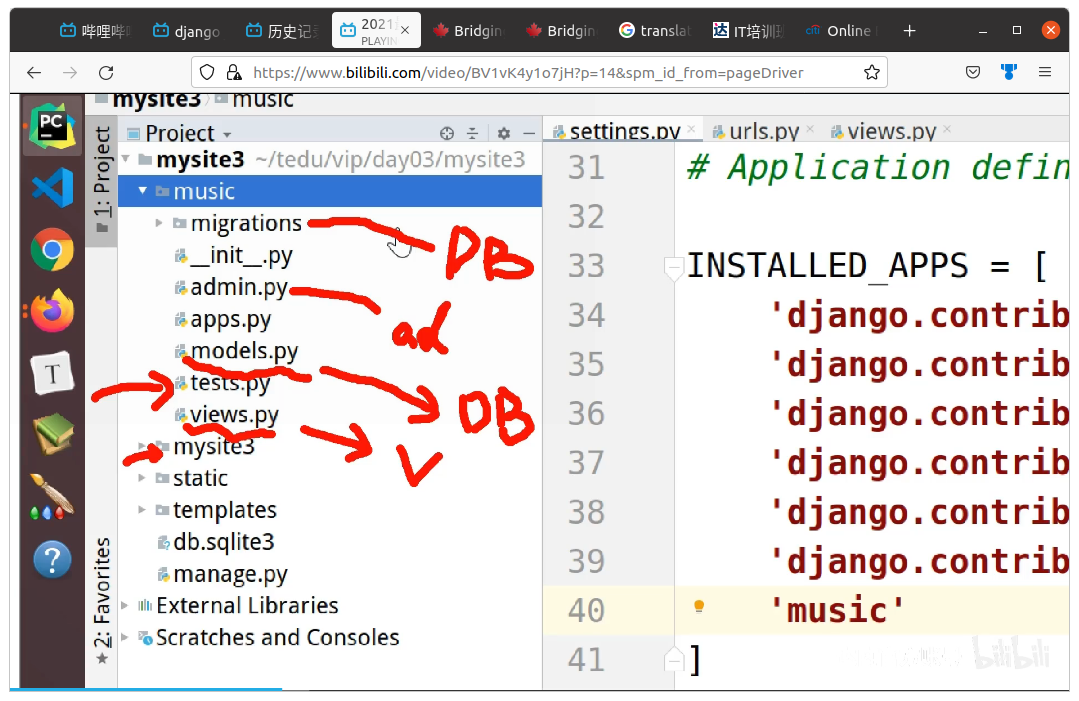 哔哩哔哩
django
历史记录
2021
PLAYIN
Bridgin
Bridgin
translat
达 IT培训班
citi Online
https://www.bilibili.com/video/BV1vK4y1o7jH?p=14&spm_id_from=pageDriver
mysite3 music
PC
T
?
1: Project
2: Favorites
Project
mysite3 ~/tedu/vip/day03/mysite3
music
migrations
DB
__init__.py
admin.py
ad
apps.py
models.py
DB
tests.py
views.py
V
mysite3
static
templates
db.sqlite3
manage.py
External Libraries
Scratches and Consoles
settings.py urls.py views.py
31 # Application defin
32
33 INSTALLED_APPS = [
34 'django.contrib
35 'django.contrib
36 'django.contrib
37 'django.contrib
38 'django.contrib
39 'django.contrib
40 'music'
41 ]
bilibili